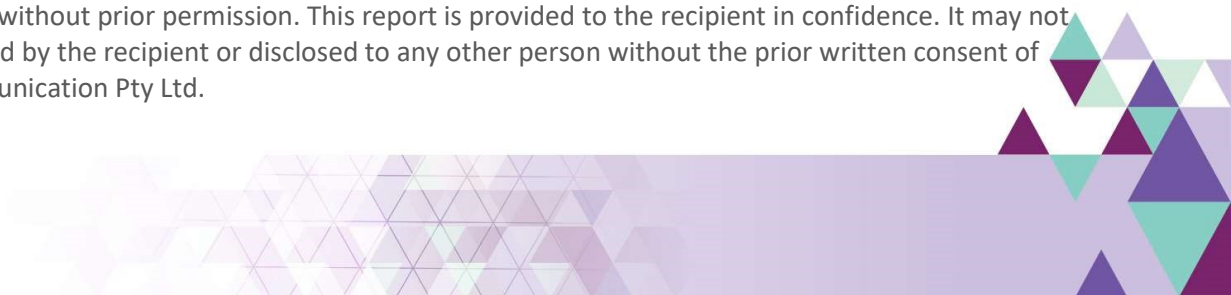 without prior permission. This report is provided to the recipient in confidence. It may not
d by the recipient or disclosed to any other person without the prior written consent of
unication Pty Ltd.